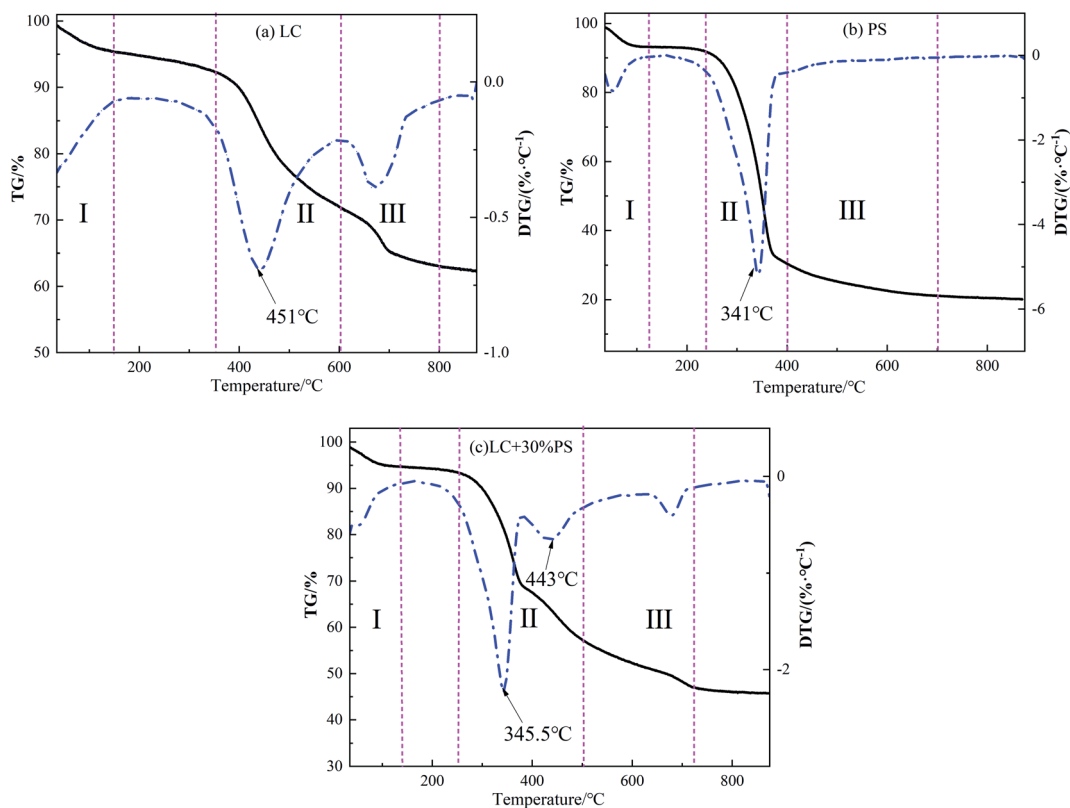 (a) LC
100
90
80
70
60
50
TG/%
0.0
-0.5
-1.0
DTG/(%·°C⁻¹)
I
II
III
451℃
200
400
600
800
Temperature/℃
(b) PS
100
80
60
40
20
TG/%
0
-2
-4
-6
DTG/(%·°C⁻¹)
I
II
III
341℃
200
400
600
800
Temperature/℃
(c)LC+30%PS
100
90
80
70
60
50
40
30
TG/%
0
-2
DTG/(%·°C⁻¹)
I
II
III
443℃
345.5℃
200
400
600
800
Temperature/℃